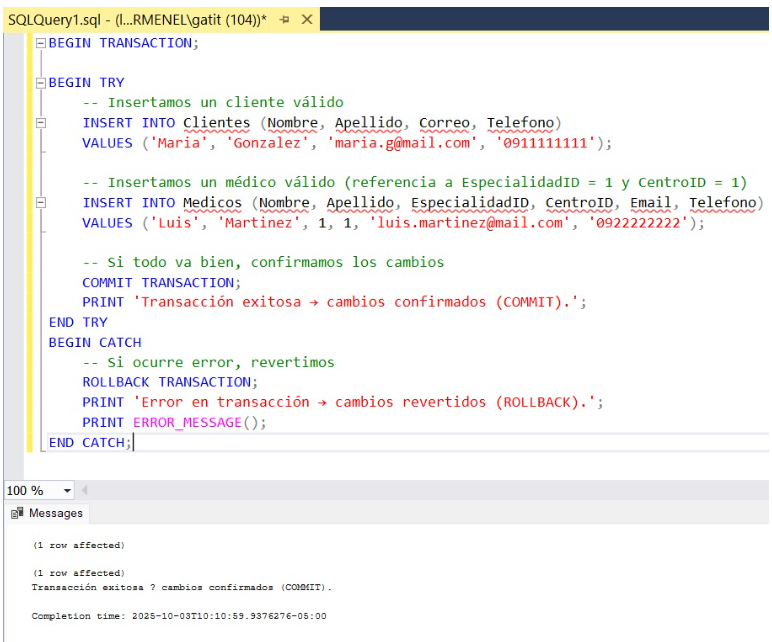 SQLQuery1.sql - (l...RMENEL\gatit (104))*
BEGIN TRANSACTION;
BEGIN TRY
-- Insertamos un cliente válido
INSERT INTO Clientes (Nombre, Apellido, Correo, Telefono)
VALUES ('Maria', 'Gonzalez', 'maria.g@mail.com', '0911111111');
-- Insertamos un médico válido (referencia a EspecialidadID = 1 y CentroID = 1)
INSERT INTO Medicos (Nombre, Apellido, EspecialidadID, CentroID, Email, Telefono)
VALUES ('Luis', 'Martinez', 1, 1, 'luis.martinez@mail.com', '0922222222');
-- Si todo va bien, confirmamos los cambios
COMMIT TRANSACTION;
PRINT 'Transacción exitosa → cambios confirmados (COMMIT).';
END TRY
BEGIN CATCH
-- Si ocurre error, revertimos
ROLLBACK TRANSACTION;
PRINT 'Error en transacción → cambios revertidos (ROLLBACK).';
PRINT ERROR_MESSAGE();
END CATCH;
100 %
Messages
(1 row affected)
(1 row affected)
Transacción exitosa ? cambios confirmados (COMMIT).
Completion time: 2025-10-03T10:10:59.9376276-05:00